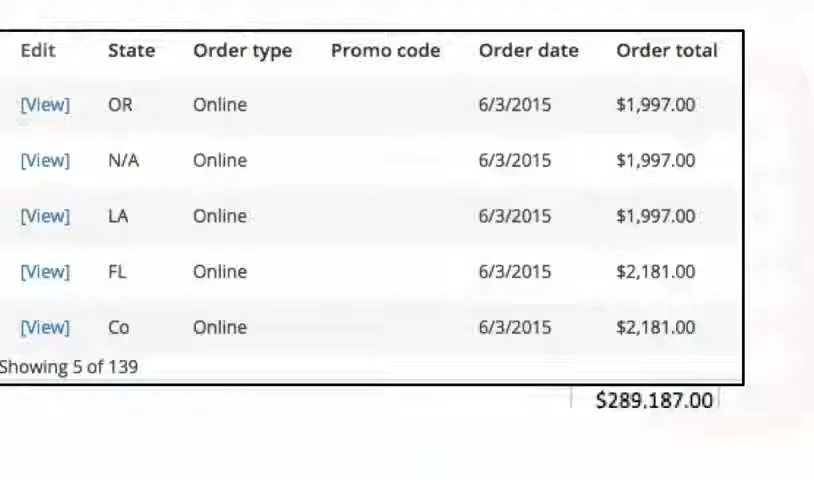 Edit State Order type Promo code Order date Order total
[View] OR Online 6/3/2015 $1,997.00
[View] N/A Online 6/3/2015 $1,997.00
[View] LA Online 6/3/2015 $1,997.00
[View] FL Online 6/3/2015 $2,181.00
[View] Co Online 6/3/2015 $2,181.00
Showing 5 of 139
$289,187.00